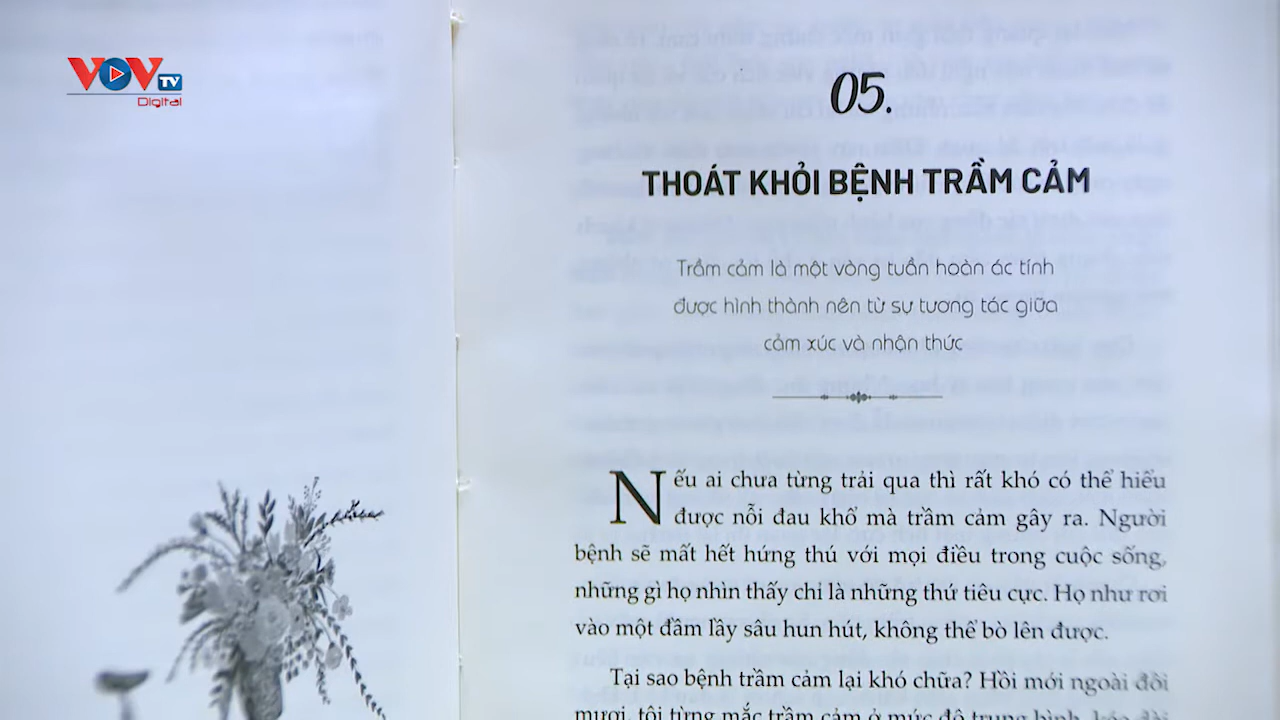 VOV TV
Digital
05.
THOÁT KHỎI BỆNH TRẦM CẢM
Trầm cảm là một vòng tuần hoàn ác tính
được hình thành nên từ sự tương tác giữa
cảm xúc và nhận thức
Nếu ai chưa từng trải qua thì rất khó có thể hiểu
được nỗi đau khổ mà trầm cảm gây ra. Người
bệnh sẽ mất hết hứng thú với mọi điều trong cuộc sống,
những gì họ nhìn thấy chỉ là những thứ tiêu cực. Họ như rơi
vào một đầm lầy sâu hun hút, không thể bò lên được.
Tại sao bệnh trầm cảm lại khó chữa? Hồi mới ngoài đôi
mươi, tôi từng mắc trầm cảm ở mức độ trung bình, kéo dài